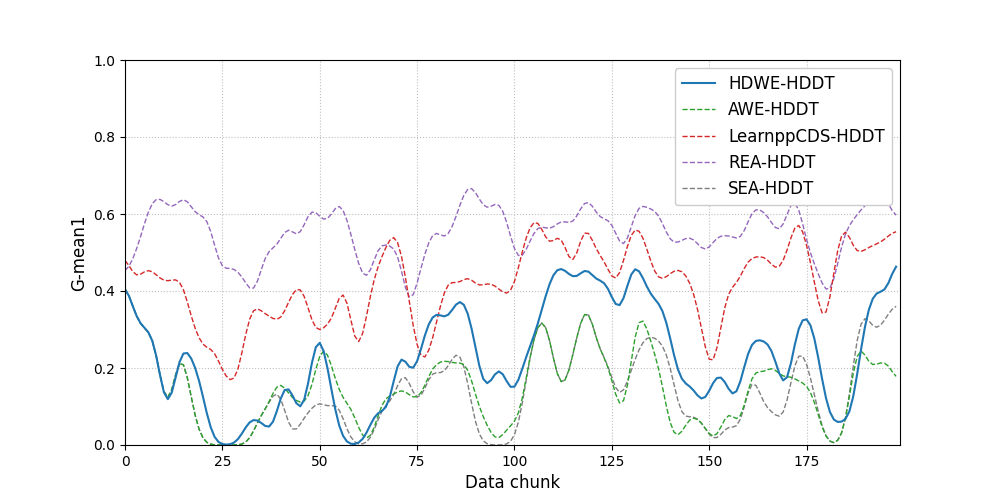 1.0
0.8
0.6
0.4
0.2
0.0
G-mean1
HDWE-HDDT
AWE-HDDT
LearnppCDS-HDDT
REA-HDDT
SEA-HDDT
0 25 50 75 100 125 150 175
Data chunk